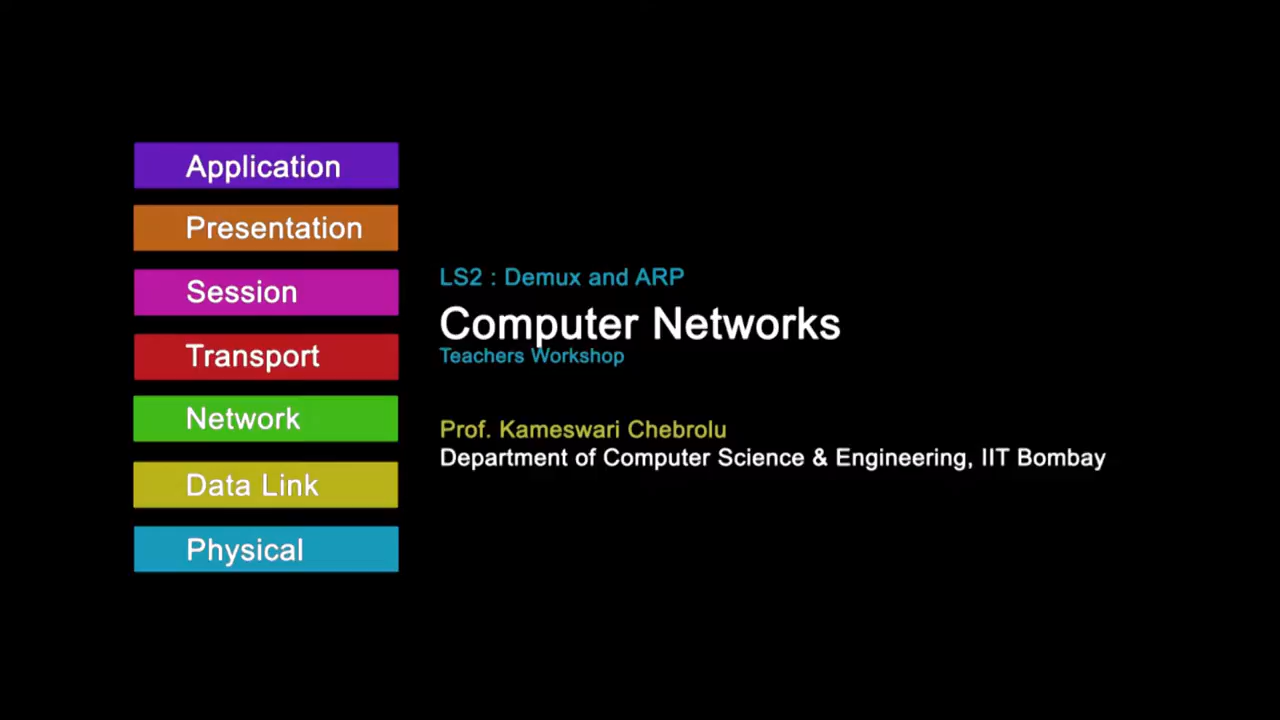 Application
Presentation
Session
Transport
Network
Data Link
Physical
LS2 : Demux and ARP
Computer Networks
Teachers Workshop
Prof. Kameswari Chebrolu
Department of Computer Science & Engineering, IIT Bombay